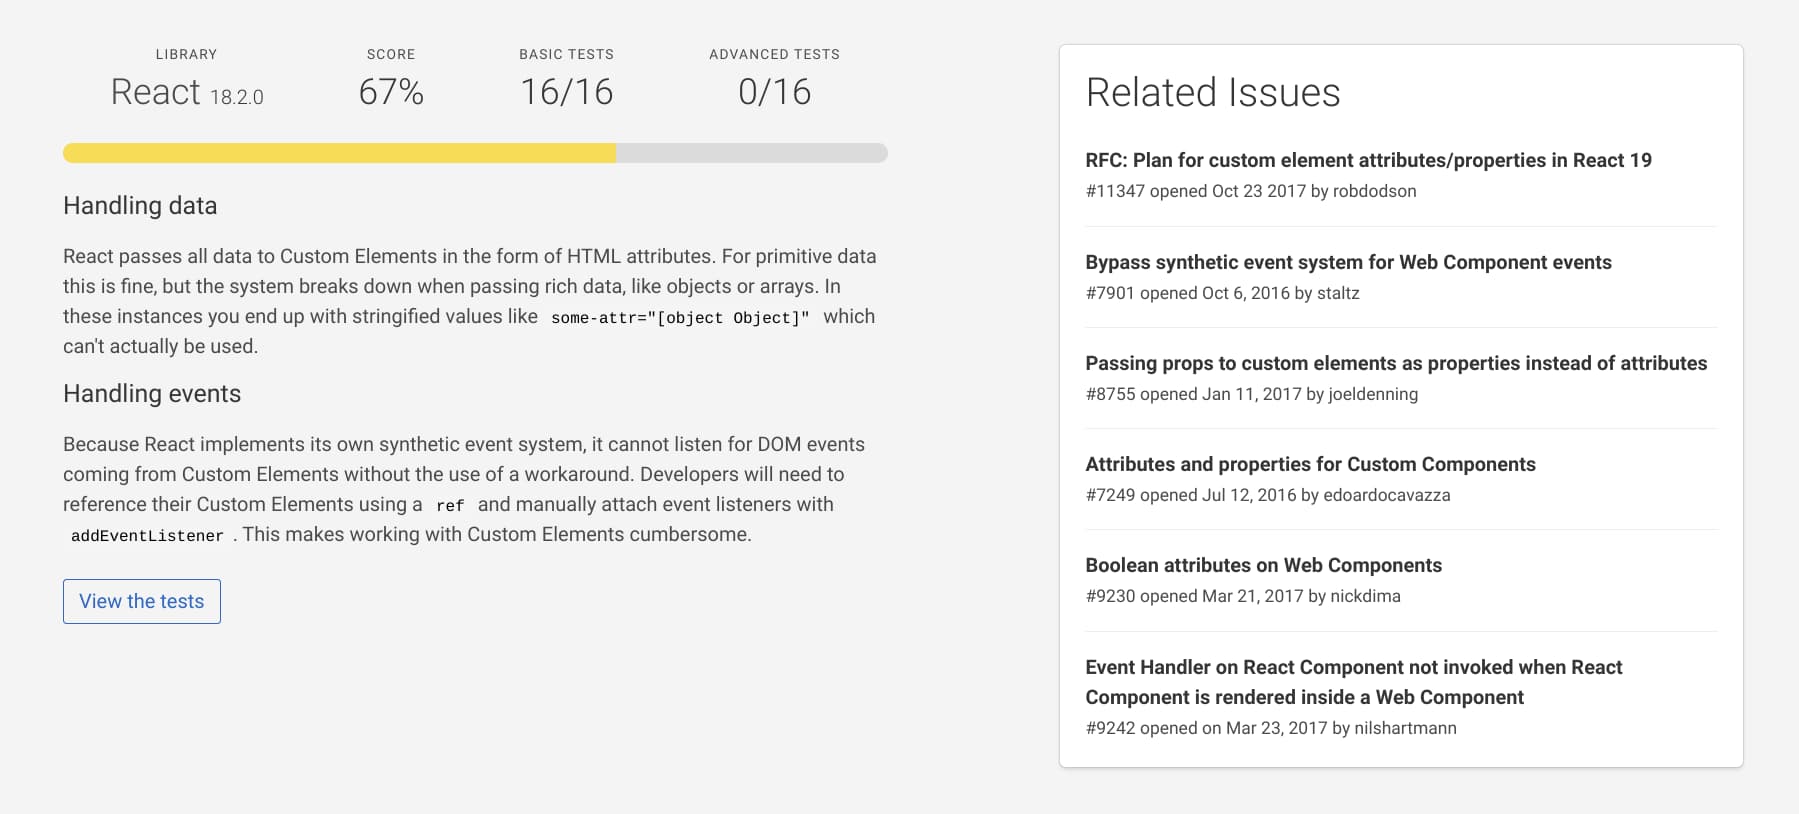 LIBRARY
React 18.2.0
SCORE
67%
BASIC TESTS
16/16
ADVANCED TESTS
0/16
Handling data
React passes all data to Custom Elements in the form of HTML attributes. For primitive data
this is fine, but the system breaks down when passing rich data, like objects or arrays. In
these instances you end up with stringified values like some-attr="[object Object]" which
can't actually be used.
Handling events
Because React implements its own synthetic event system, it cannot listen for DOM events
coming from Custom Elements without the use of a workaround. Developers will need to
reference their Custom Elements using a ref and manually attach event listeners with
addEventListener . This makes working with Custom Elements cumbersome.
View the tests
Related Issues
RFC: Plan for custom element attributes/properties in React 19
#11347 opened Oct 23 2017 by robdodson
Bypass synthetic event system for Web Component events
#7901 opened Oct 6, 2016 by staltz
Passing props to custom elements as properties instead of attributes
#8755 opened Jan 11, 2017 by joeldenning
Attributes and properties for Custom Components
#7249 opened Jul 12, 2016 by edoardocavazza
Boolean attributes on Web Components
#9230 opened Mar 21, 2017 by nickdima
Event Handler on React Component not invoked when React
Component is rendered inside a Web Component
#9242 opened on Mar 23, 2017 by nilshartmann